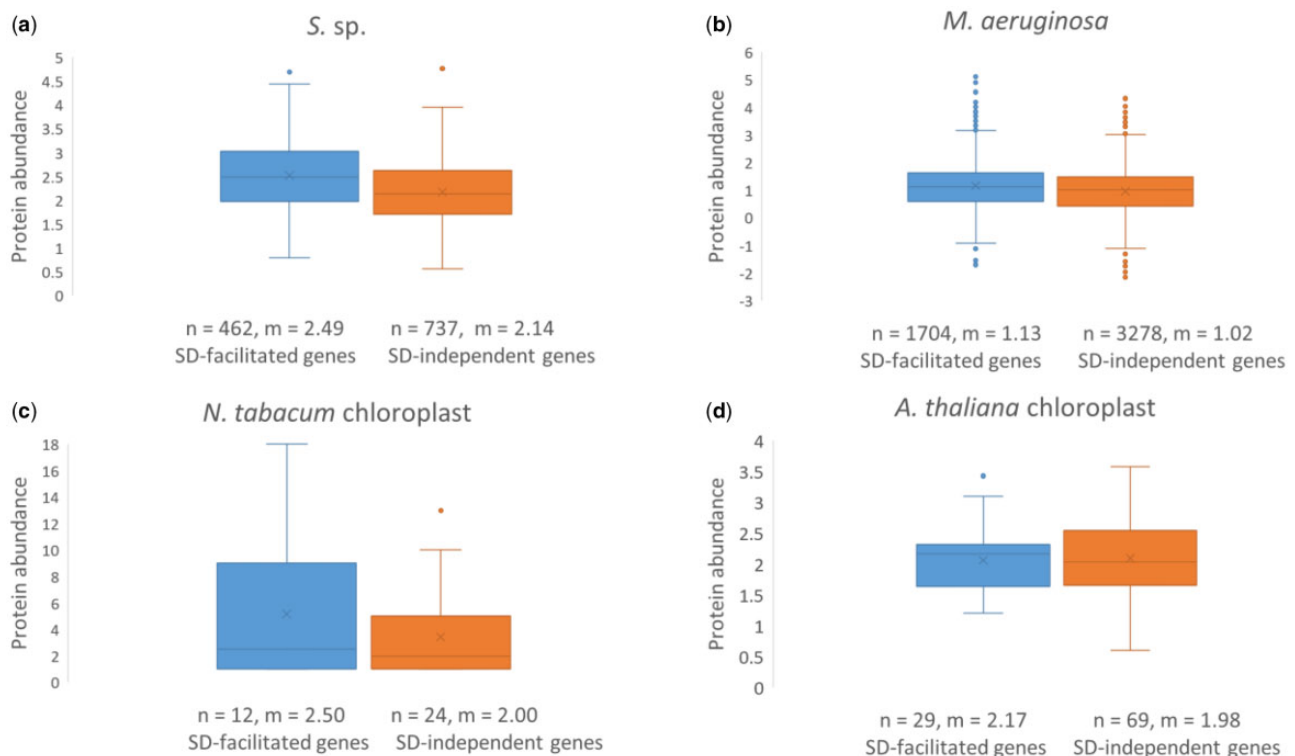 (a)
S. sp.
Protein abundance
5
4.5
4
3.5
3
2.5
2
1.5
1
0.5
0
n = 462, m = 2.49
SD-facilitated genes
n = 737, m = 2.14
SD-independent genes
(b)
M. aeruginosa
Protein abundance
6
5
4
3
2
1
0
-1
-2
-3
n = 1704, m = 1.13
SD-facilitated genes
n = 3278, m = 1.02
SD-independent genes
(c)
N. tabacum chloroplast
Protein abundance
18
16
14
12
10
8
6
4
2
0
n = 12, m = 2.50
SD-facilitated genes
n = 24, m = 2.00
SD-independent genes
(d)
A. thaliana chloroplast
Protein abundance
4
3.5
3
2.5
2
1.5
1
0.5
0
n = 29, m = 2.17
SD-facilitated genes
n = 69, m = 1.98
SD-independent genes